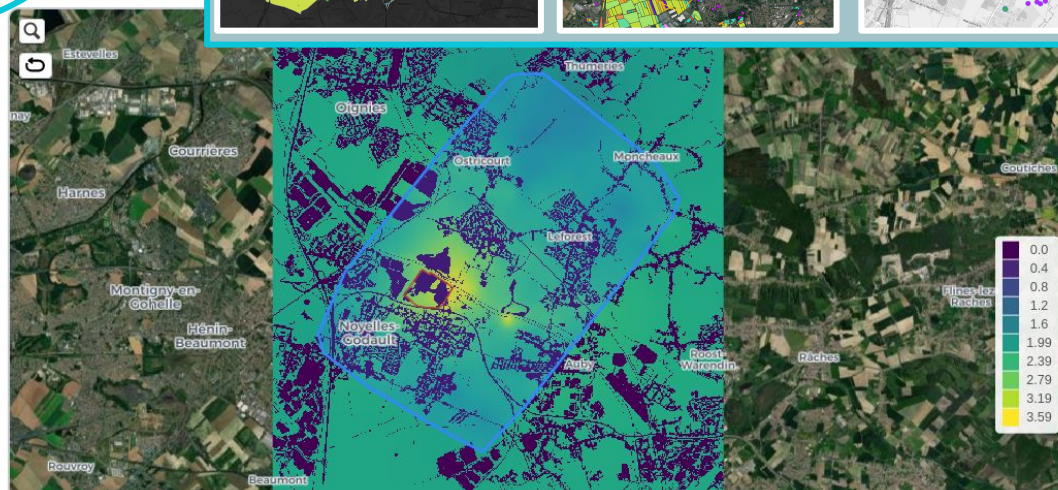 Estevelles
Thumeries
Oignies
nay
Courrières
Ostricourt
Moncheaux
Coutiches
Harnes
Leforest
0.0
0.4
0.8
1.2
1.6
1.99
2.39
2.79
3.19
3.59
Montigny-en-
Gohelle
Flines-lez-
Raches
Hénin-
Beaumont
Noyelles-
Godault
Auby
Roost
Warendin
Râches
Rouvroy
Beaumont